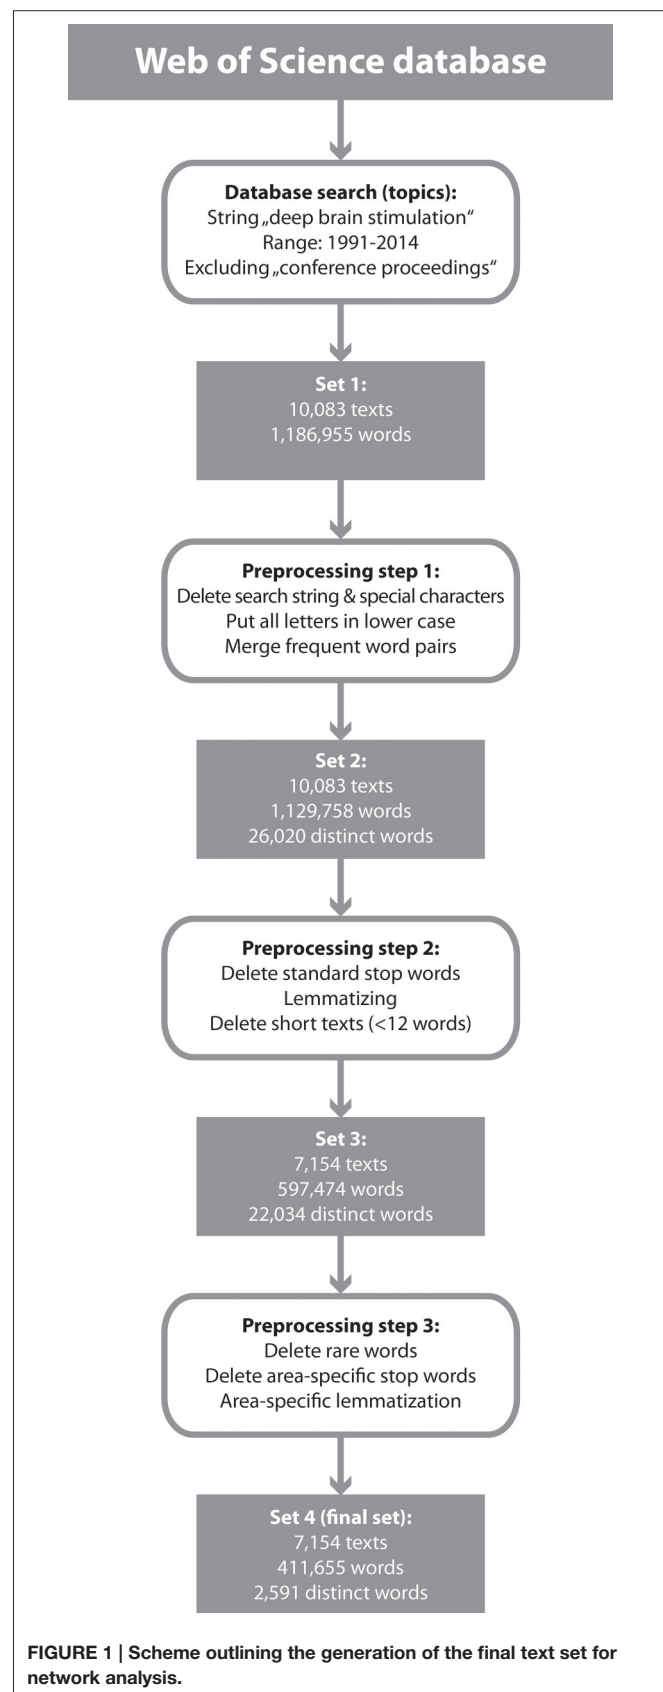 Web of Science database
Database search (topics):
String „deep brain stimulation“
Range: 1991-2014
Excluding „conference proceedings“
Set 1:
10,083 texts
1,186,955 words
Preprocessing step 1:
Delete search string & special characters
Put all letters in lower case
Merge frequent word pairs
Set 2:
10,083 texts
1,129,758 words
26,020 distinct words
Preprocessing step 2:
Delete standard stop words
Lemmatizing
Delete short texts (<12 words)
Set 3:
7,154 texts
597,474 words
22,034 distinct words
Preprocessing step 3:
Delete rare words
Delete area-specific stop words
Area-specific lemmatization
Set 4 (final set):
7,154 texts
411,655 words
2,591 distinct words
FIGURE 1 | Scheme outlining the generation of the final text set for
network analysis.